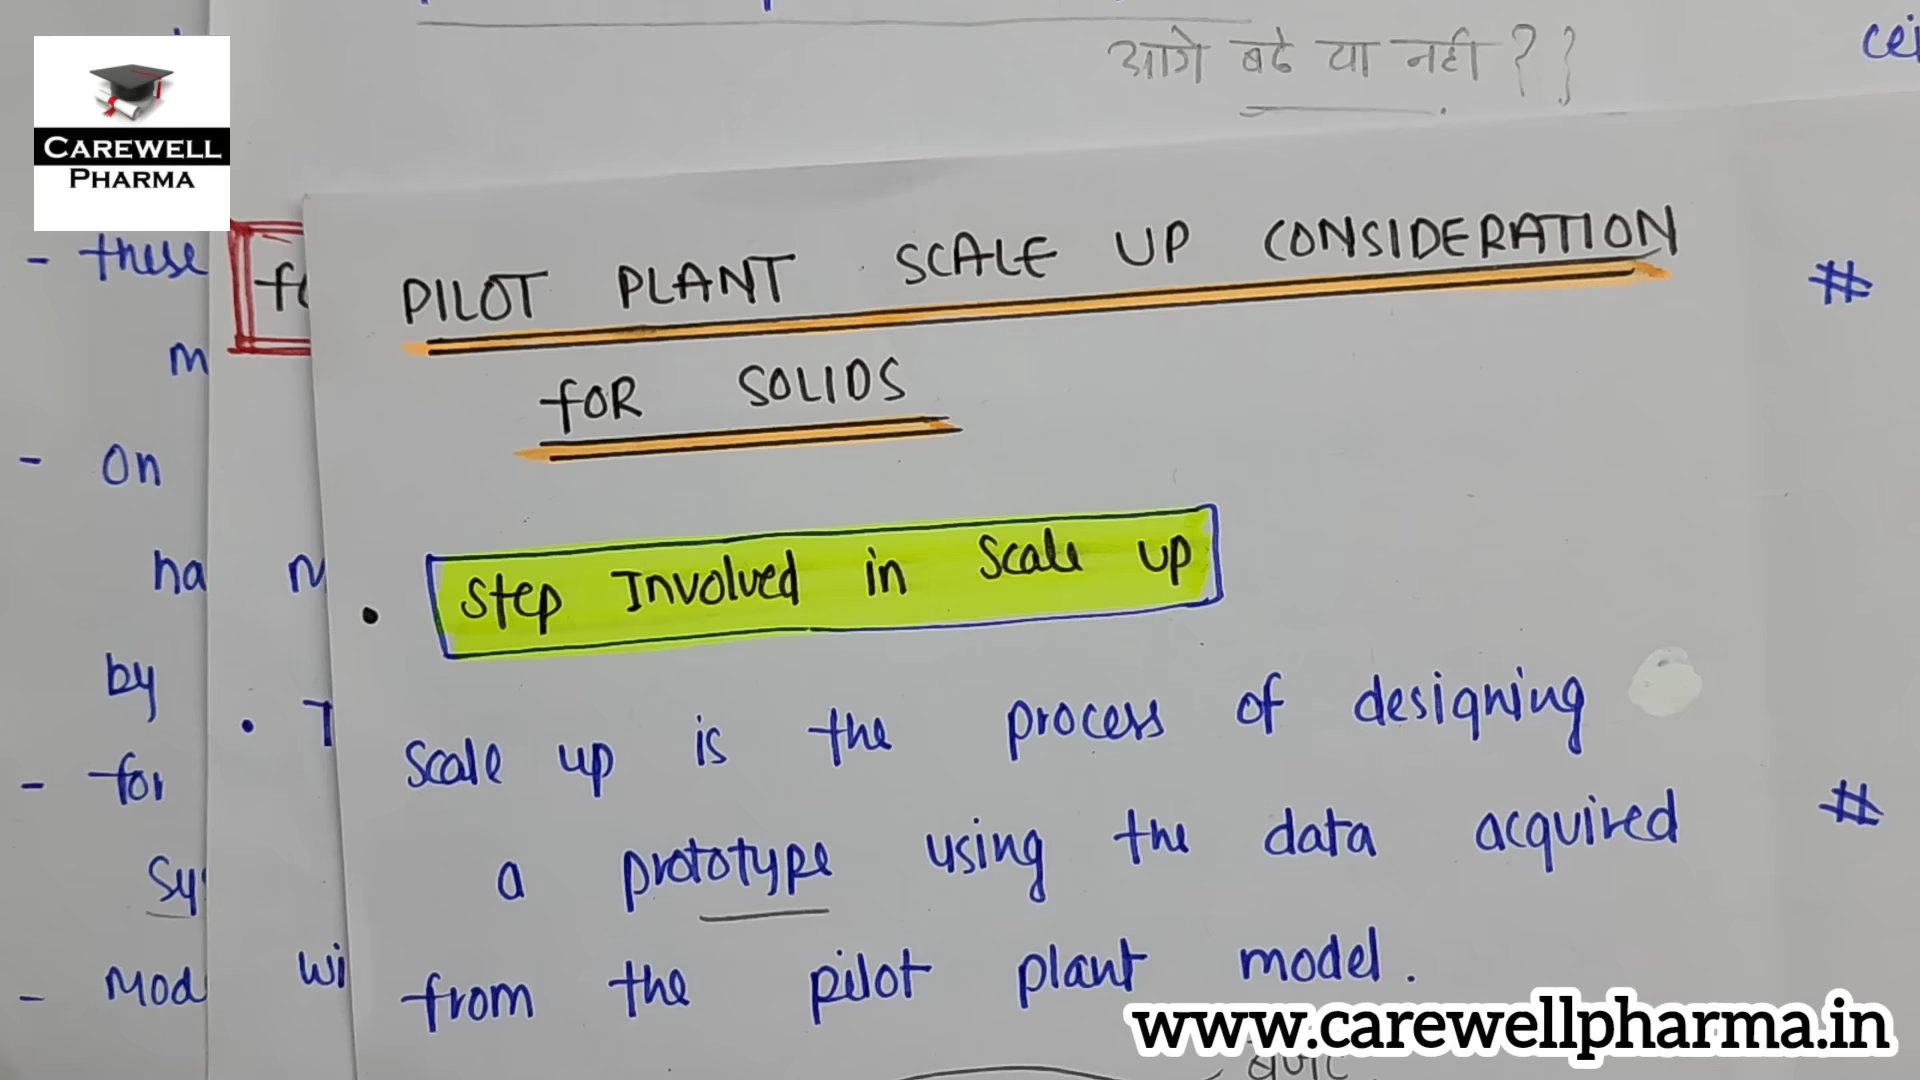 आगे बढे या नही ??
CAREWELL
PHARMA
PILOT PLANT SCALE UP CONSIDERATION
FOR SOLIDS
• Step Involved in Scale up
Scale up is the process of designing
a prototype using the data acquired
from the pilot plant model.
- these
m
- on
ha
by
- for
- Mod
wi
#
#
www.carewellpharma.in